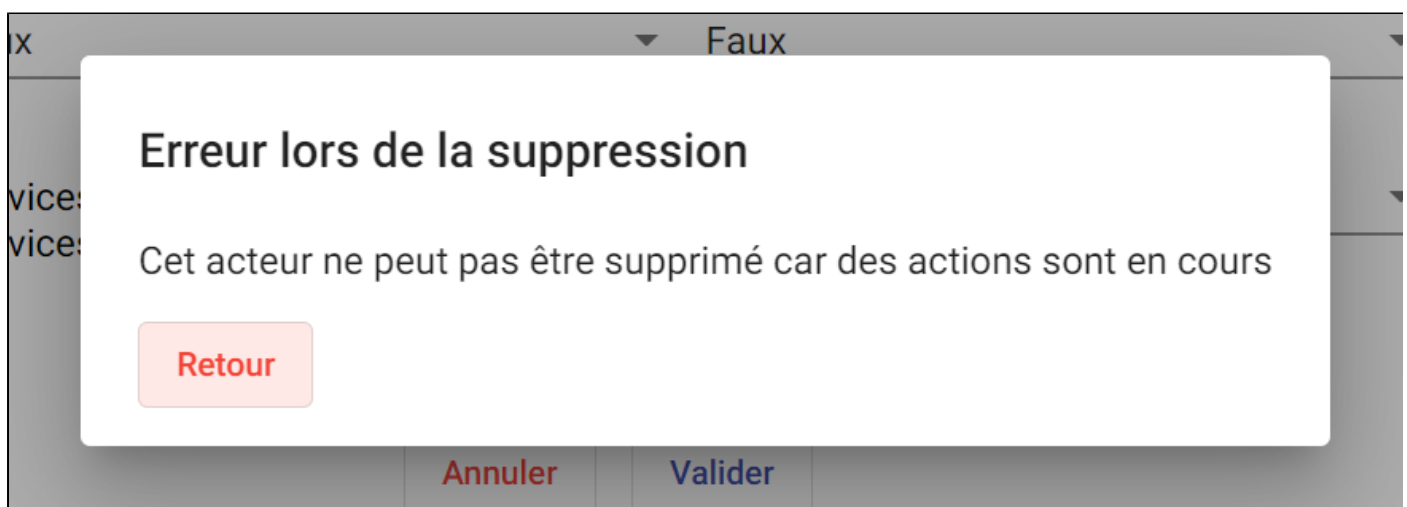 Faux
Erreur lors de la suppression
Cet acteur ne peut pas être supprimé car des actions sont en cours
Retour
Annuler
Valider